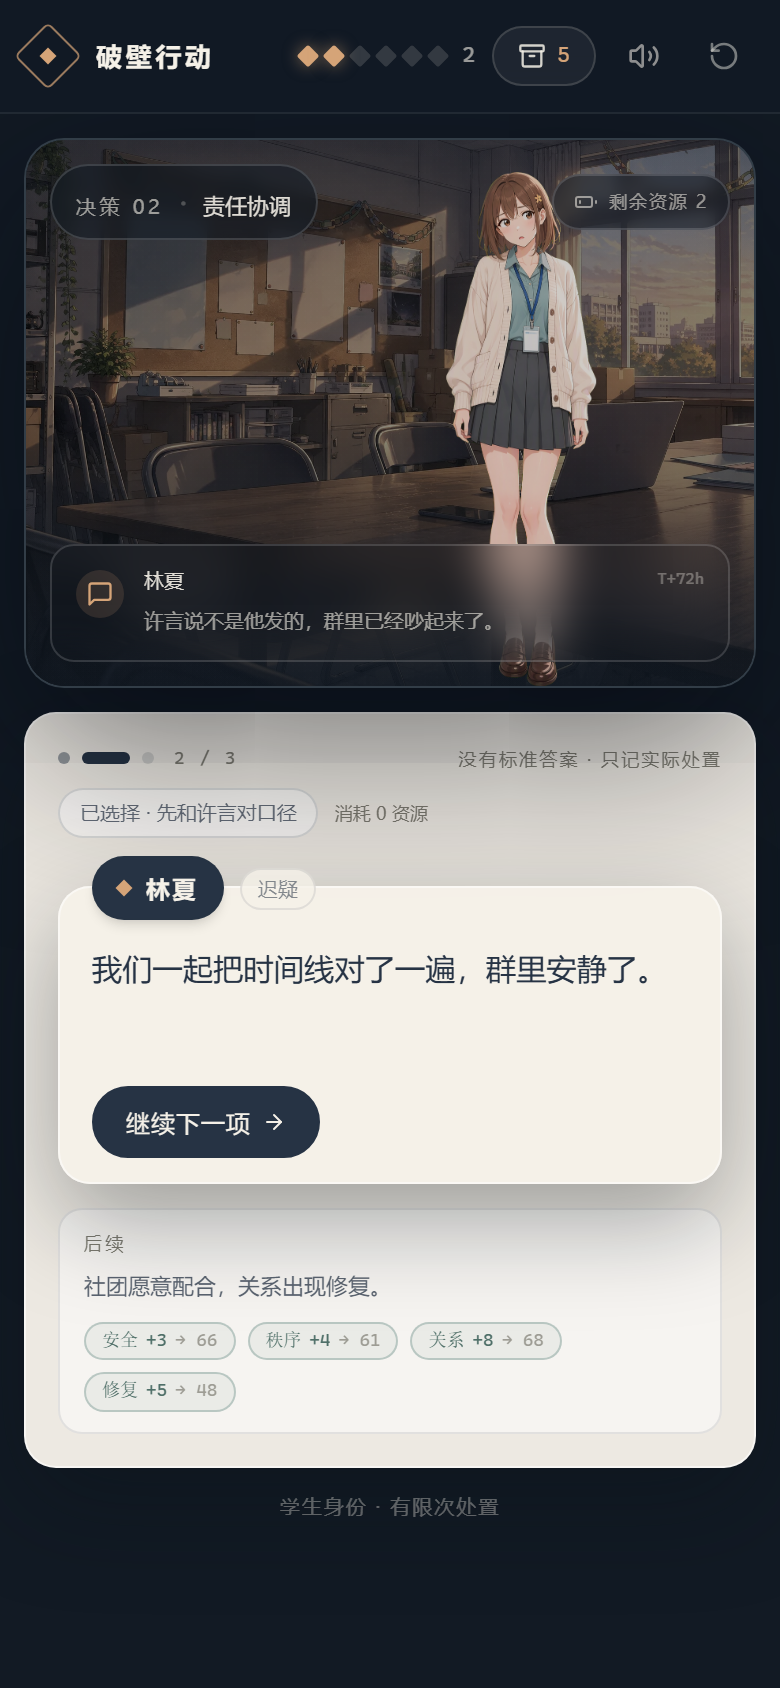 破壁行动
2
5
决策 02 · 责任协调
剩余资源 2
林夏
T+72h
许言说不是他发的，群里已经吵起来了。
2 / 3
没有标准答案 · 只记实际处置
已选择 · 先和许言对口径
消耗 0 资源
林夏
迟疑
我们一起把时间线对了一遍，群里安静了。
继续下一项 →
后续
社团愿意配合，关系出现修复。
安全 +3 → 66
秩序 +4 → 61
关系 +8 → 68
修复 +5 → 48
学生身份 · 有限次处置